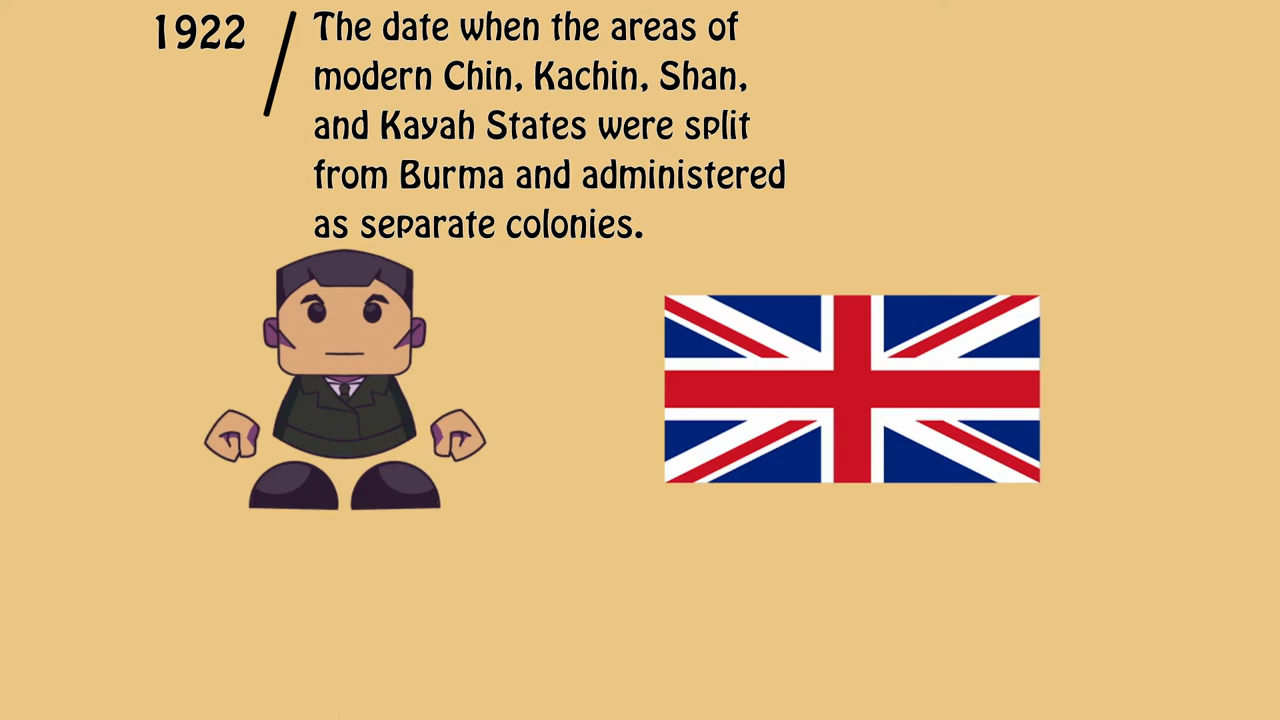 1922
The date when the areas of
modern Chin, Kachin, Shan,
and Kayah States were split
from Burma and administered
as separate colonies.